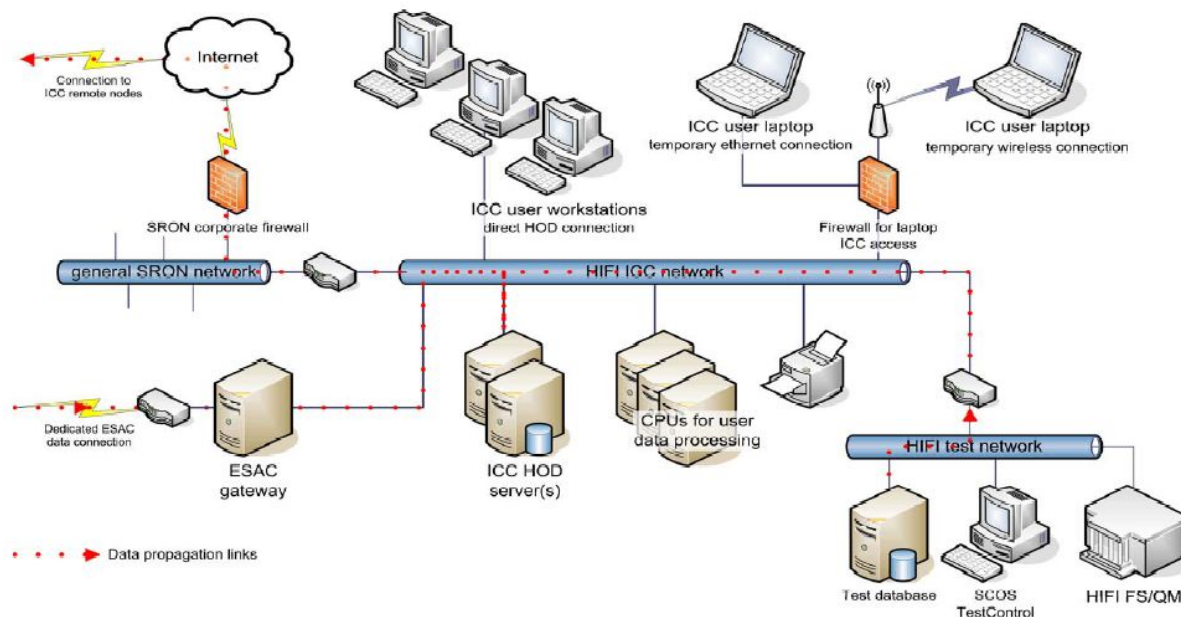 Internet
Connection to
ICC remote nodes
ICC user laptop
temporary ethernet connection
ICC user laptop
temporary wireless connection
SRON corporate firewall
ICC user workstations
direct HOD connection
Firewall for laptop
ICC access
general SRON network
HIFI ICC network
Dedicated ESAC
data connection
ESAC
gateway
ICC HOD
server(s)
CPUs for user
data processing
HIFI test network
Data propagation links
Test database
SCOS
TestControl
HIFI FS/QM